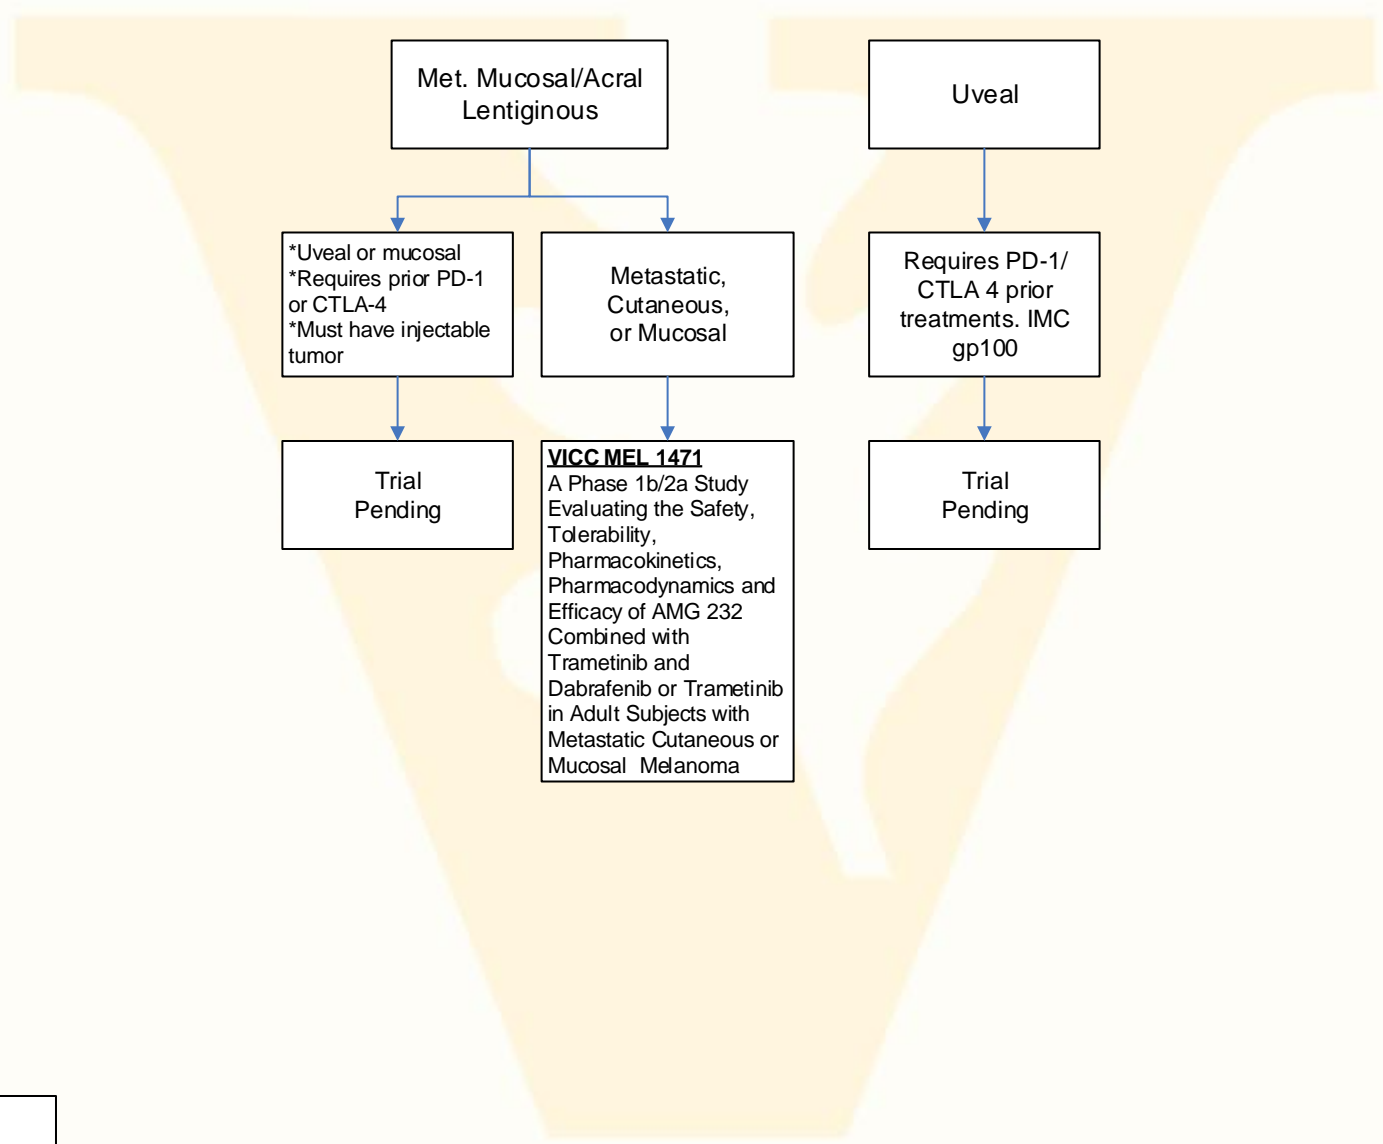 Met. Mucosal/Acral
Lentiginous
Uveal
*Uveal or mucosal
*Requires prior PD-1
or CTLA-4
*Must have injectable
tumor
Metastatic,
Cutaneous,
or Mucosal
Requires PD-1/
CTLA 4 prior
treatments. IMC
gp100
Trial
Pending
VICC MEL 1471
A Phase 1b/2a Study
Evaluating the Safety,
Tolerability,
Pharmacokinetics,
Pharmacodynamics and
Efficacy of AMG 232
Combined with
Trametinib and
Dabrafenib or Trametinib
in Adult Subjects with
Metastatic Cutaneous or
Mucosal Melanoma
Trial
Pending